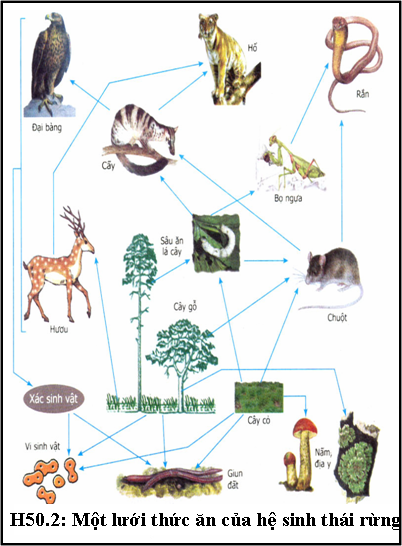 Đại bàng
Hổ
Rắn
Cầy
Bọ ngựa
Sâu ăn
lá cây
Hươu
Cây gỗ
Chuột
Xác sinh vật
Vi sinh vật
Cây cỏ
Nấm,
địa y
Giun
đất
H50.2: Một lưới thức ăn của hệ sinh thái rừng